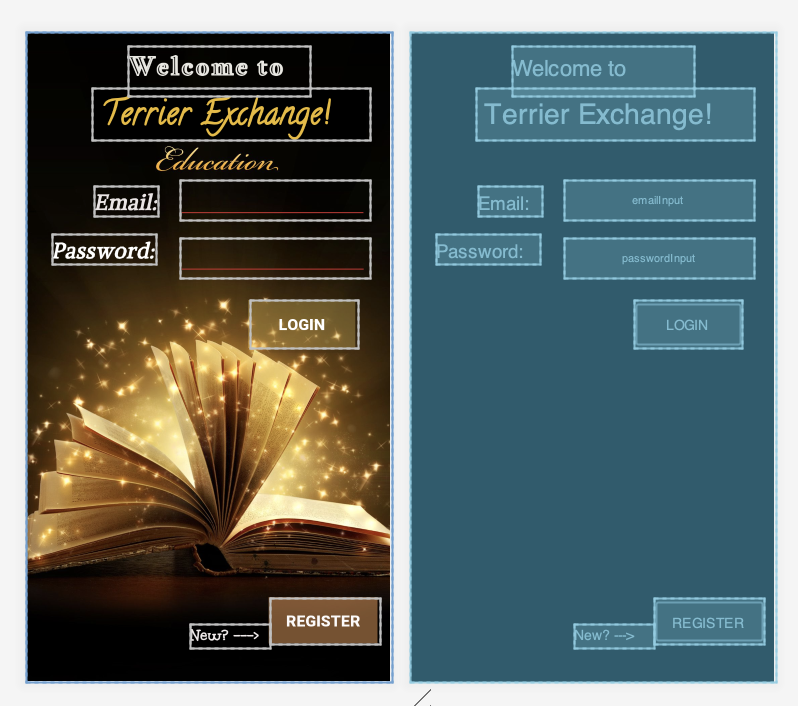 Welcome to
Terrier Exchange!
Education
Email:
Password:
LOGIN
New? --->
REGISTER
Welcome to
Terrier Exchange!
Email:
emailInput
Password:
passwordInput
LOGIN
New? --->
REGISTER